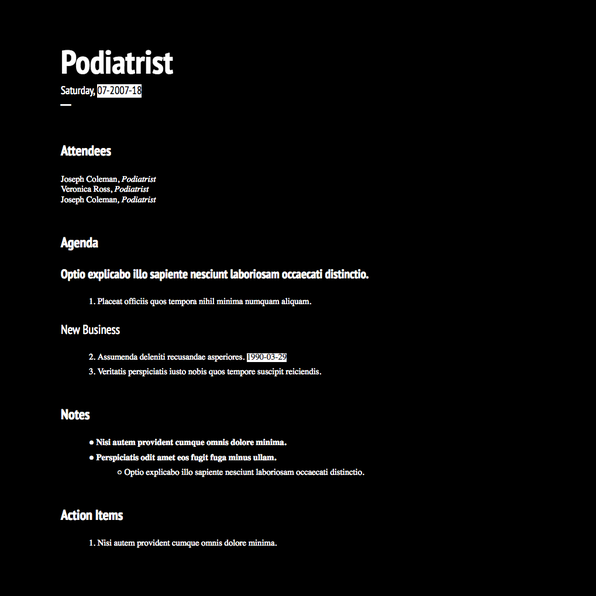 Podiatrist
Saturday, 07-2007-18
Attendees
Joseph Coleman, Podiatrist
Veronica Ross, Podiatrist
Joseph Coleman, Podiatrist
Agenda
Optio explicabo illo sapiente nesciunt laboriosam occaecati distinctio.
1. Placeat officiis quos tempora nihil minima numquam aliquam.
New Business
2. Assumenda deleniti recusandae asperiores. 1990-03-29
3. Veritatis perspiciatis iusto nobis quos tempore suscipit reiciendis.
Notes
• Nisi autem provident cumque omnis dolore minima.
• Perspiciatis odit amet eos fugit fuga minus ullam.
○ Optio explicabo illo sapiente nesciunt laboriosam occaecati distinctio.
Action Items
1. Nisi autem provident cumque omnis dolore minima.